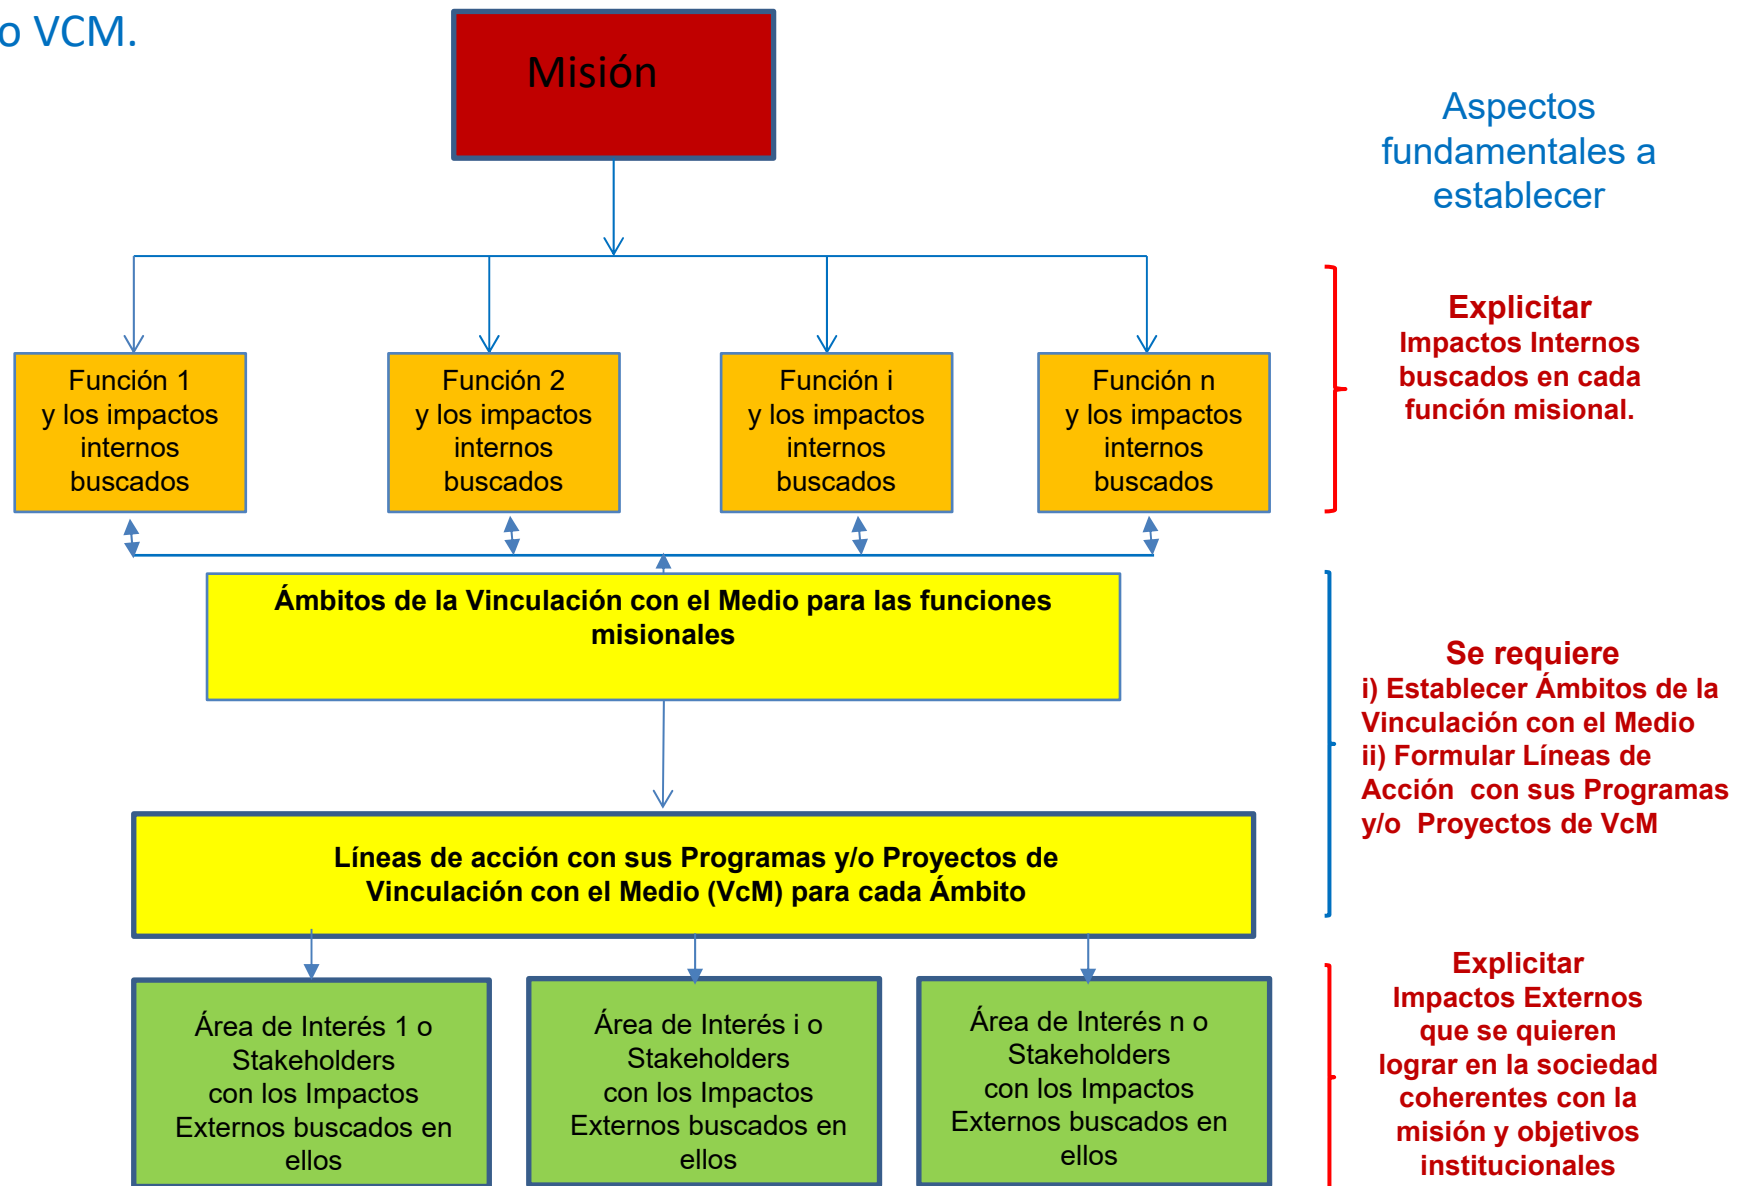 o VCM.
Misión
Aspectos
fundamentales a
establecer
Función 1
y los impactos
internos
buscados
Función 2
y los impactos
internos
buscados
Función i
y los impactos
internos
buscados
Función n
y los impactos
internos
buscados
Explicitar
Impactos Internos
buscados en cada
función misional.
Ámbitos de la Vinculación con el Medio para las funciones
misionales
Se requiere
i) Establecer Ámbitos de la
Vinculación con el Medio
ii) Formular Líneas de
Acción con sus Programas
y/o Proyectos de VcM
Líneas de acción con sus Programas y/o Proyectos de
Vinculación con el Medio (VcM) para cada Ámbito
Área de Interés 1 o
Stakeholders
con los Impactos
Externos buscados en
ellos
Área de Interés i o
Stakeholders
con los Impactos
Externos buscados en
ellos
Área de Interés n o
Stakeholders
con los Impactos
Externos buscados en
ellos
Explicitar
Impactos Externos
que se quieren
lograr en la sociedad
coherentes con la
misión y objetivos
institucionales